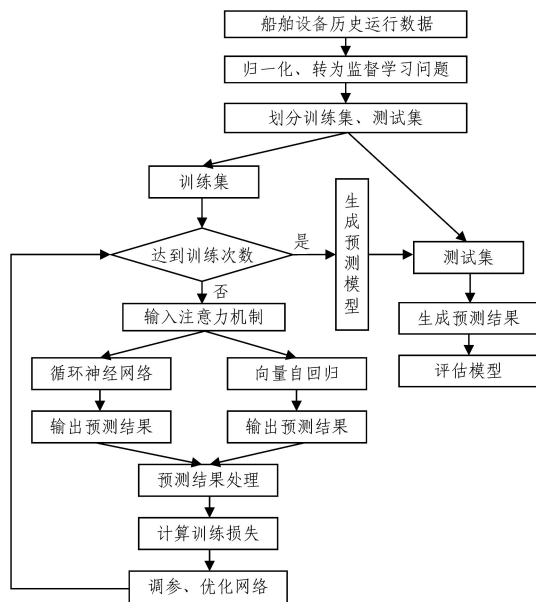 船舶设备历史运行数据
归一化、转为监督学习问题
划分训练集、测试集
训练集
达到训练次数
是
生成预测模型
测试集
否
输入注意力机制
生成预测结果
循环神经网络
向量自回归
评估模型
输出预测结果
输出预测结果
预测结果处理
计算训练损失
调参、优化网络